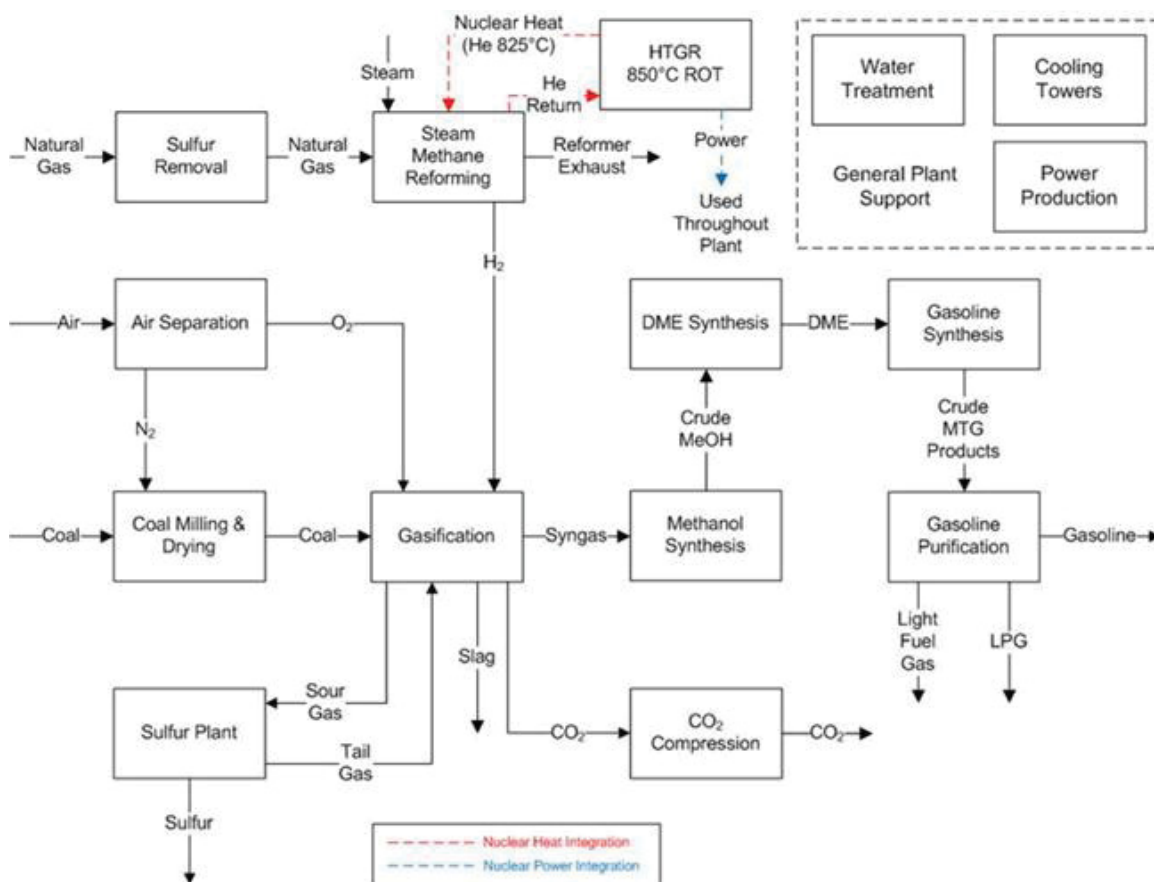 Nuclear Heat
(He 825°C)
HTGR
850°C ROT
Water
Treatment
Cooling
Towers
Steam
He
Return
Natural
Gas
Sulfur
Removal
Natural
Gas
Steam
Methane
Reforming
Reformer
Exhaust
Power
Used
Throughout
Plant
General Plant
Support
Power
Production
H₂
Air
Air Separation
O₂
DME Synthesis
DME
Gasoline
Synthesis
N₂
Crude
MeOH
Crude
MTG
Products
Coal
Coal Milling &
Drying
Coal
Gasification
Syngas
Methanol
Synthesis
Gasoline
Purification
Gasoline
Light
Fuel
Gas
LPG
Slag
Sour
Gas
Sulfur Plant
Tail
Gas
CO₂
CO₂
Compression
CO₂
Sulfur
Nuclear Heat Integration
Nuclear Power Integration